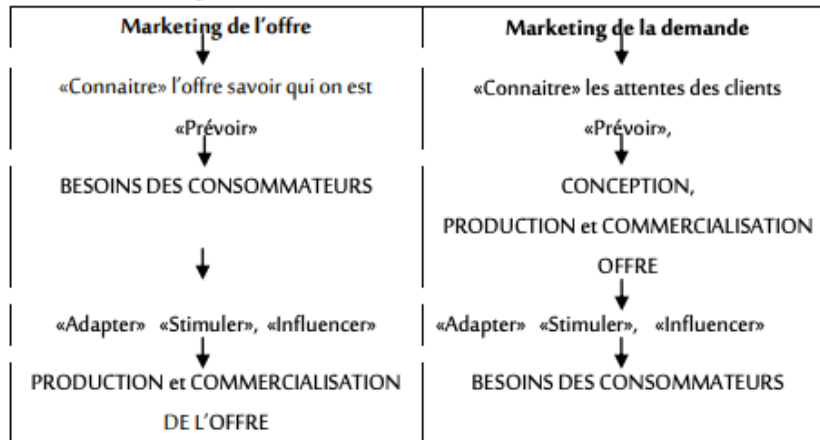 Marketing de l'offre
«Connaitre» l'offre savoir qui on est
«Prévoir»
BESOINS DES CONSOMMATEURS
«Adapter» «Stimuler», «Influencer»
PRODUCTION et COMMERCIALISATION
DE L'OFFRE
Marketing de la demande
«Connaitre» les attentes des clients
«Prévoir»,
CONCEPTION,
PRODUCTION et COMMERCIALISATION
OFFRE
«Adapter» «Stimuler», «Influencer»
BESOINS DES CONSOMMATEURS